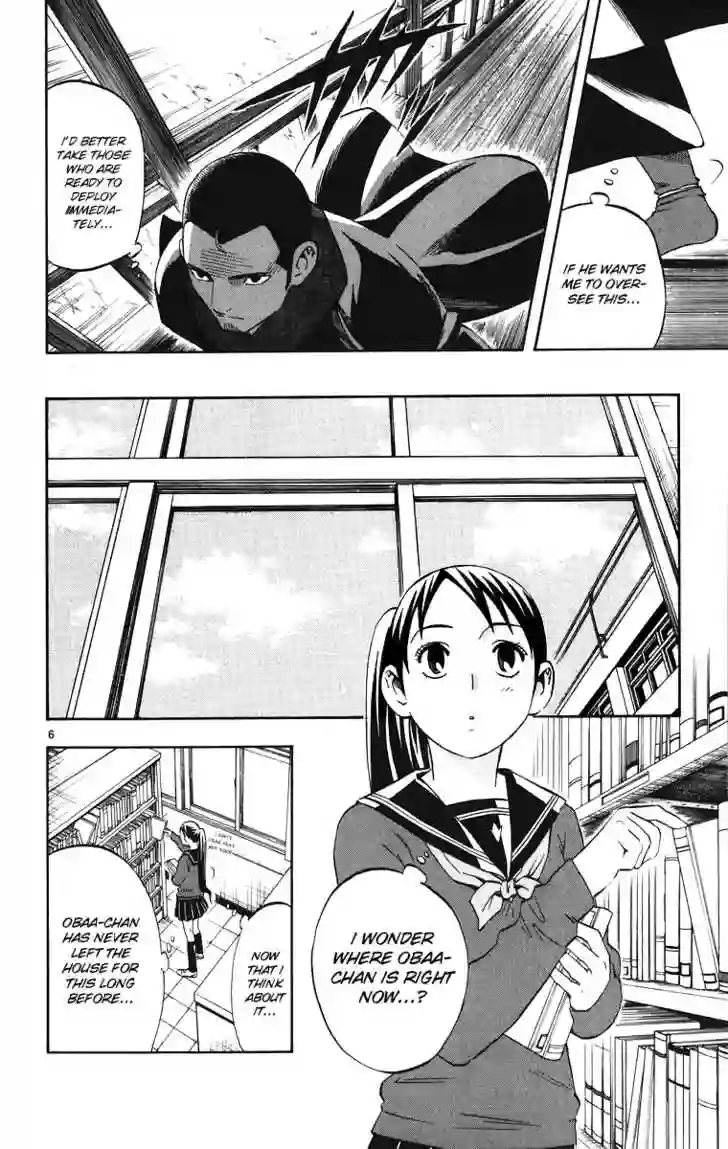 IF HE WANTS
ME TO OVER-
SEE THIS...
I'D BETTER
TAKE THOSE
WHO ARE
READY TO
DEPLOY
IMMEDIA-
TELY...
I WONDER
WHERE OBAA-
CHAN IS RIGHT
NOW...?
6
NOW
THAT I
THINK
ABOUT
IT...
OBAA-CHAN
HAS NEVER
LEFT THE
HOUSE FOR
THIS LONG
BEFORE...